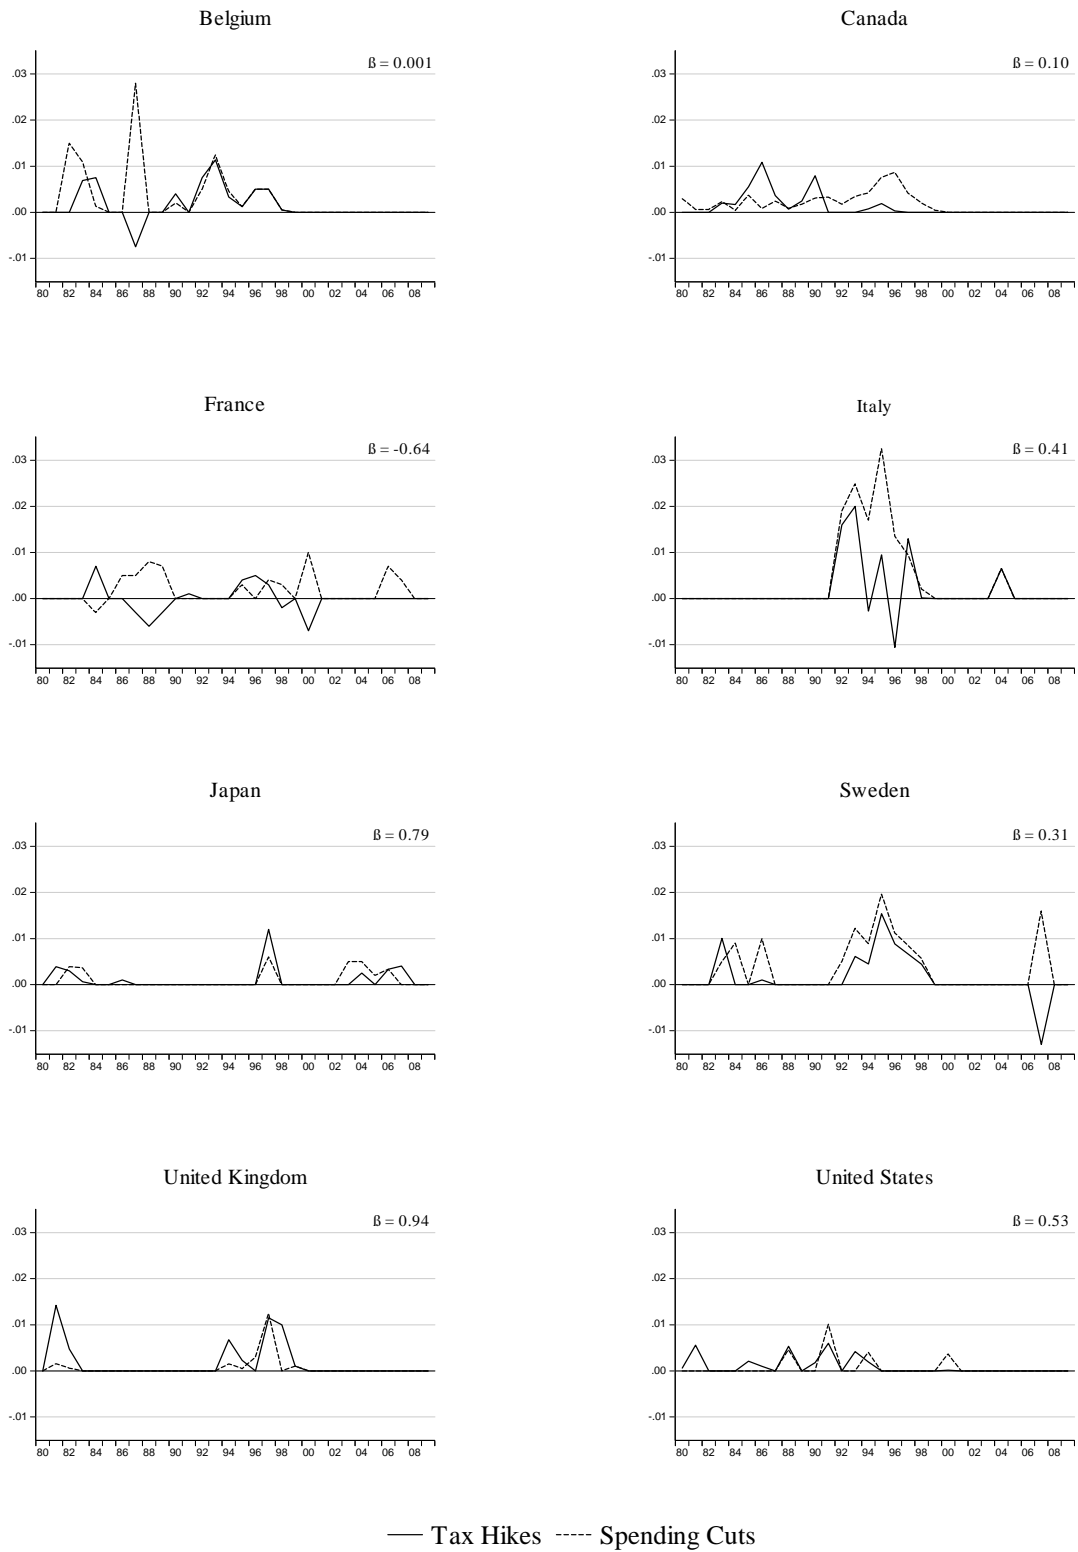 Belgium
ß = 0.001
.03
.02
.01
.00
-.01
80 82 84 86 88 90 92 94 96 98 00 02 04 06 08
Canada
ß = 0.10
.03
.02
.01
.00
-.01
80 82 84 86 88 90 92 94 96 98 00 02 04 06 08
France
ß = -0.64
.03
.02
.01
.00
-.01
80 82 84 86 88 90 92 94 96 98 00 02 04 06 08
Italy
ß = 0.41
.03
.02
.01
.00
-.01
80 82 84 86 88 90 92 94 96 98 00 02 04 06 08
Japan
ß = 0.79
.03
.02
.01
.00
-.01
80 82 84 86 88 90 92 94 96 98 00 02 04 06 08
Sweden
ß = 0.31
.03
.02
.01
.00
-.01
80 82 84 86 88 90 92 94 96 98 00 02 04 06 08
United Kingdom
ß = 0.94
.03
.02
.01
.00
-.01
80 82 84 86 88 90 92 94 96 98 00 02 04 06 08
United States
ß = 0.53
.03
.02
.01
.00
-.01
80 82 84 86 88 90 92 94 96 98 00 02 04 06 08
Tax Hikes Spending Cuts